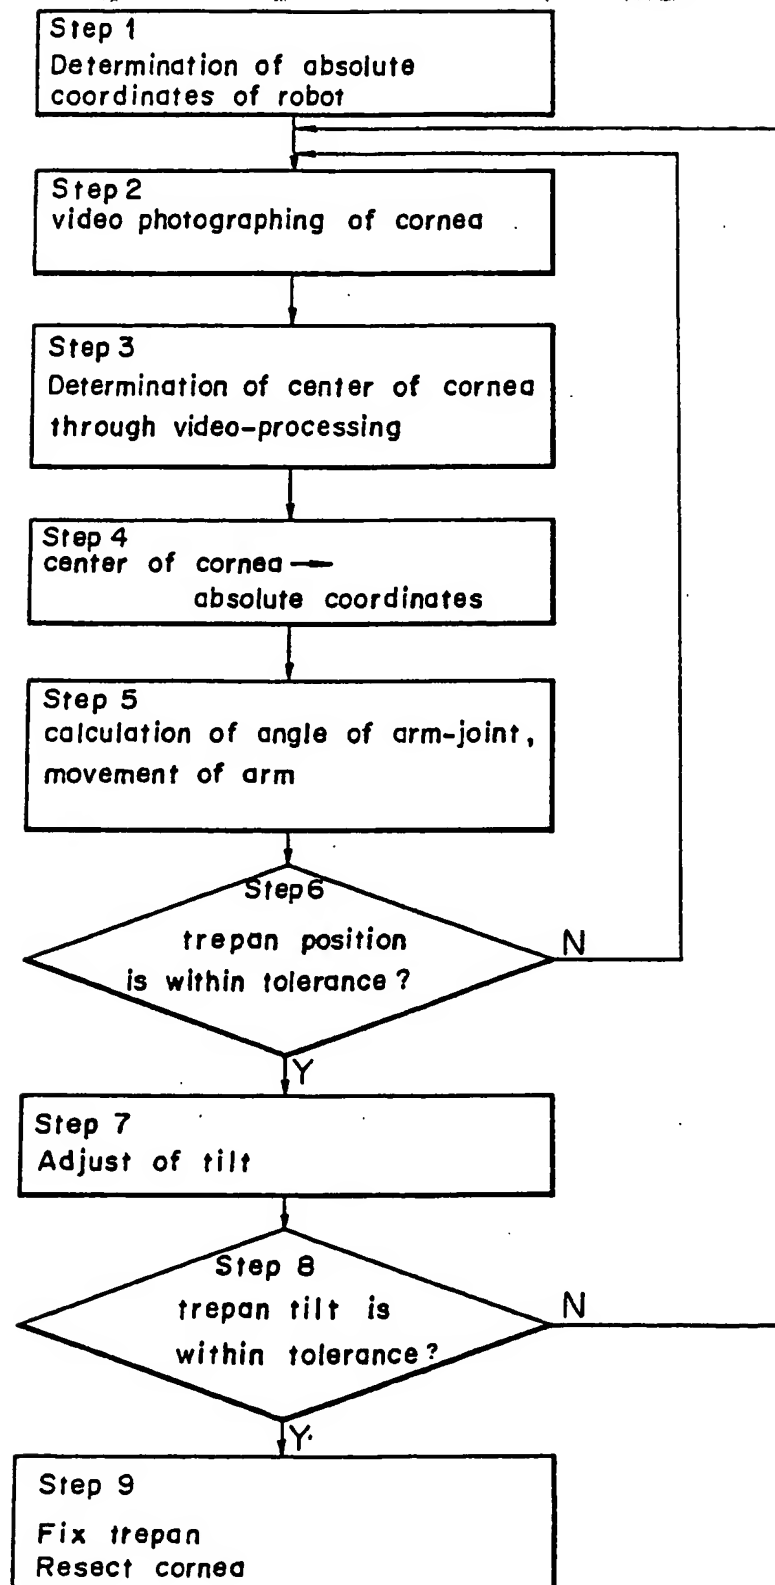 Step 1
Determination of absolute
coordinates of robot
Step 2
video photographing of cornea
Step 3
Determination of center of cornea
through video-processing
Step 4
center of cornea →
absolute coordinates
Step 5
calculation of angle of arm-joint,
movement of arm
Step 6
trepan position
is within tolerance?
N
Y
Step 7
Adjust of tilt
Step 8
trepan tilt is
within tolerance?
N
Y
Step 9
Fix trepan
Resect cornea